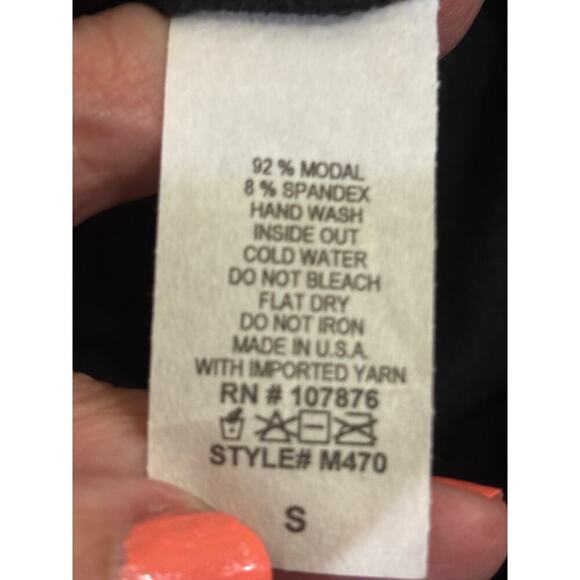 92 % MODAL
8 % SPANDEX
HAND WASH
INSIDE OUT
COLD WATER
DO NOT BLEACH
FLAT DRY
DO NOT IRON
MADE IN U.S.A.
WITH IMPORTED YARN
RN # 107876
STYLE# M470
S